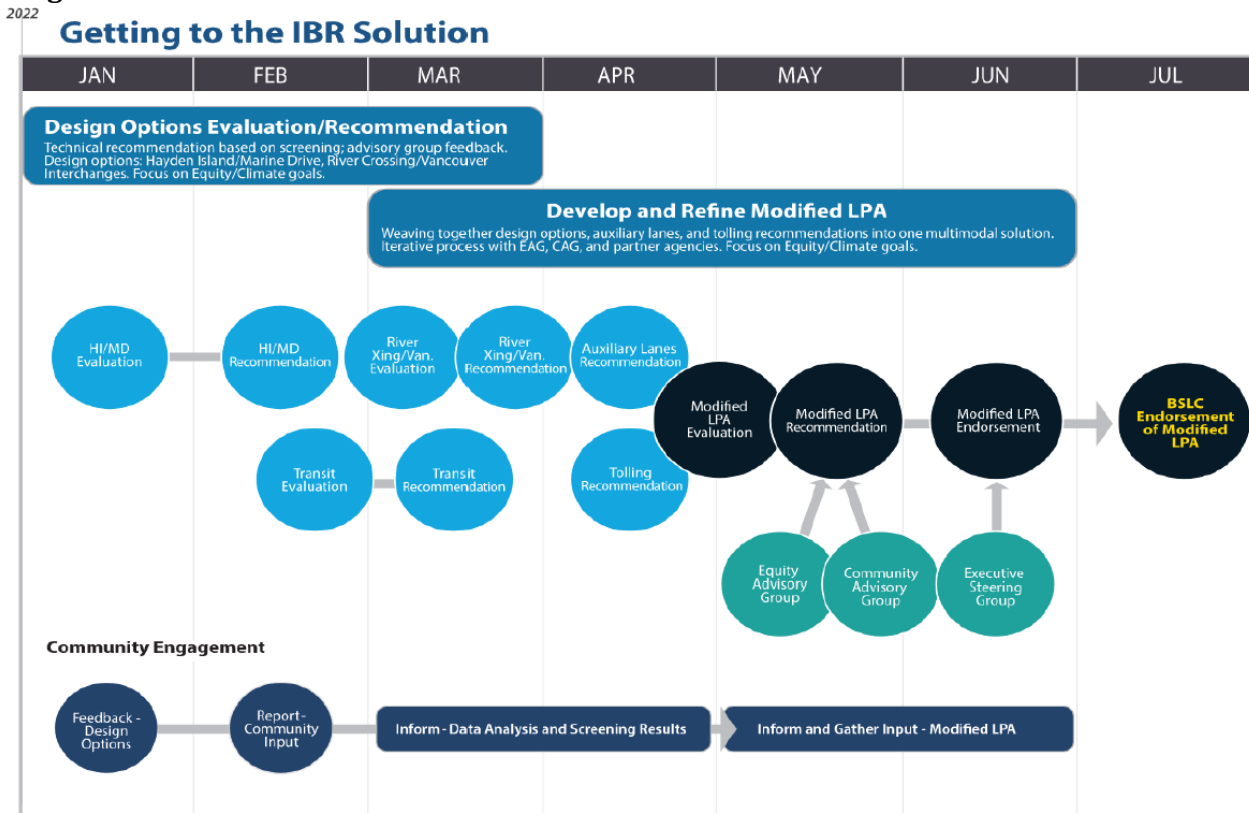 2022
Getting to the IBR Solution
JAN FEB MAR APR MAY JUN JUL
Design Options Evaluation/Recommendation
Technical recommendation based on screening; advisory group feedback.
Design options: Hayden Island/Marine Drive, River Crossing/Vancouver
Interchanges. Focus on Equity/Climate goals.
Develop and Refine Modified LPA
Weaving together design options, auxiliary lanes, and tolling recommendations into one multimodal solution.
Iterative process with EAG, CAG, and partner agencies. Focus on Equity/Climate goals.
HI/MD
Evaluation
HI/MD
Recommendation
River
Xing/Van.
Evaluation
River
Xing/Van.
Recommendation
Auxiliary Lanes
Recommendation
Modified
LPA
Evaluation
Modified LPA
Recommendation
Modified LPA
Endorsement
BSLC
Endorsement
of Modified
LPA
Transit
Evaluation
Transit
Recommendation
Tolling
Recommendation
Equity
Advisory
Group
Community
Advisory
Group
Executive
Steering
Group
Community Engagement
Feedback -
Design
Options
Report-
Community
Input
Inform - Data Analysis and Screening Results
Inform and Gather Input - Modified LPA